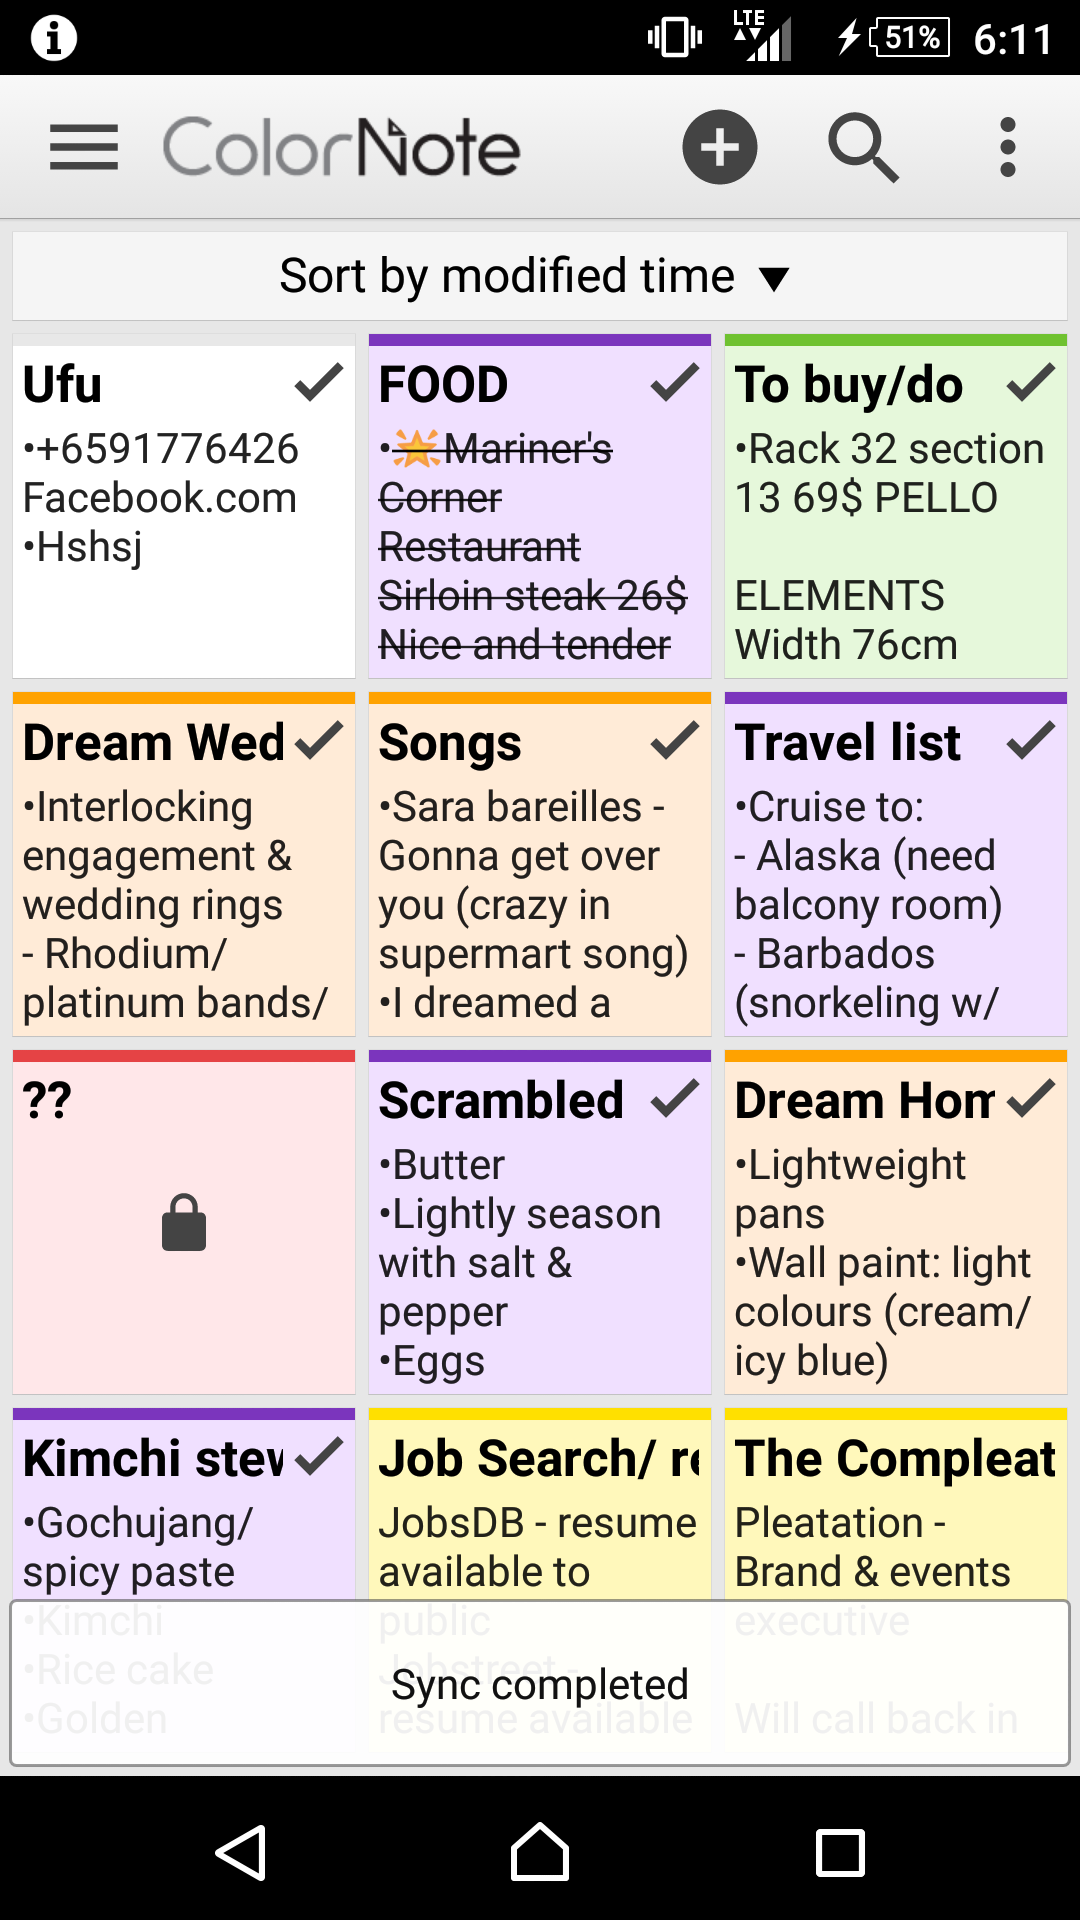 LTE
51%
6:11
ColorNote
Sort by modified time ▼
Ufu
•+6591776426
Facebook.com
•Hshsj
FOOD
•🌟Mariner's
Corner
Restaurant
Sirloin steak 26$
Nice and tender
To buy/do
•Rack 32 section
13 69$ PELLO
ELEMENTS
Width 76cm
Dream Wed
•Interlocking
engagement &
wedding rings
- Rhodium/
platinum bands/
Songs
•Sara bareilles -
Gonna get over
you (crazy in
supermart song)
•I dreamed a
Travel list
•Cruise to:
- Alaska (need
balcony room)
- Barbados
(snorkeling w/
??
Scrambled
•Butter
•Lightly season
with salt &
pepper
•Eggs
Dream Hom
•Lightweight
pans
•Wall paint: light
colours (cream/
icy blue)
Kimchi stew
•Gochujang/
spicy paste
•Kimchi
•Rice cake
•Golden
Job Search/ re
JobsDB - resume
available to
public
Jobstreet -
resume available
The Compleat
Pleatation -
Brand & events
executive
Will call back in
Sync completed